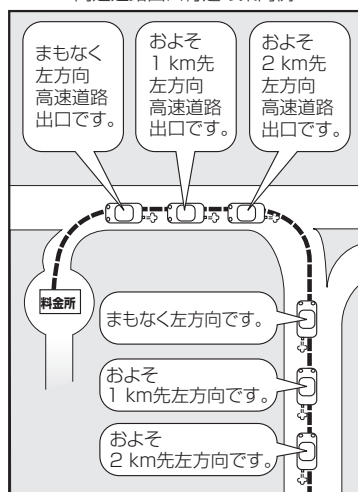 まもなく
左方向
高速道路
出口です。
およそ
1 km先
左方向
高速道路
出口です。
およそ
2 km先
左方向
高速道路
出口です。
料金所
まもなく左方向です。
およそ
1 km先左方向です。
およそ
2 km先左方向です。